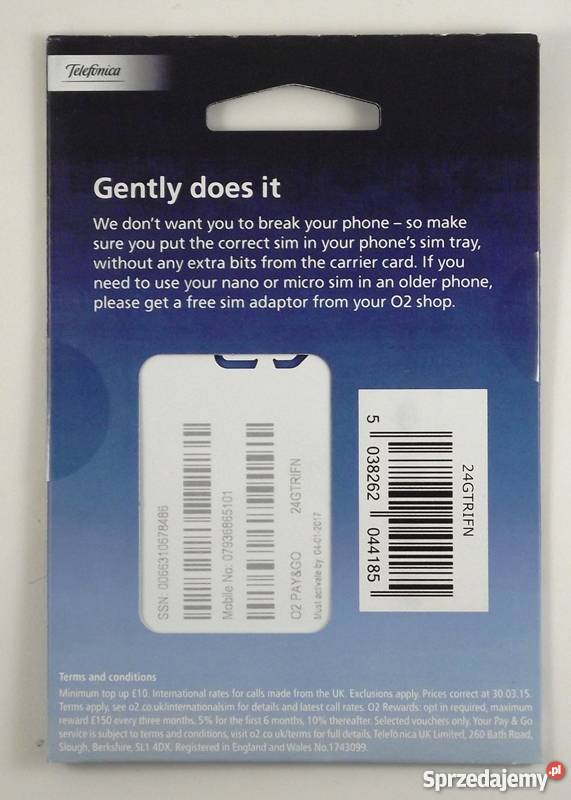 Telefónica
Gently does it
We don't want you to break your phone – so make
sure you put the correct sim in your phone's sim tray,
without any extra bits from the carrier card. If you
need to use your nano or micro sim in an older phone,
please get a free sim adaptor from your O2 shop.
SSN: 0066310678486
Mobile No: 07936865101
O2 PAY&GO 24GTRIFN
Must activate by 04-01-2017
24GTRIFN
5 038262 044185
Terms and conditions
Minimum top up £10. International rates for calls made from the UK. Exclusions apply. Prices correct at 30.03.15.
Terms apply, see o2.co.uk/internationalsim for details and latest call rates. O2 Rewards: opt in required, maximum
reward £150 every three months. 5% for the first 6 months, 10% thereafter. Selected vouchers only. Your Pay & Go
service is subject to terms and conditions, visit o2.co.uk/terms for full details. Telefónica UK Limited, 260 Bath Road,
Slough, Berkshire, SL1 4DX. Registered in England and Wales No.1743099.
Sprzedajemy.pl